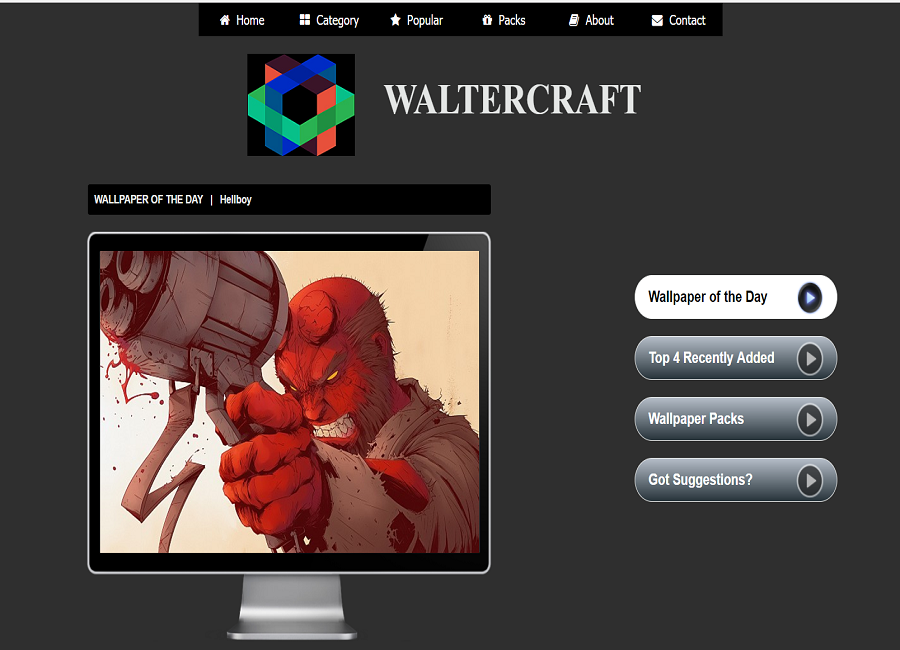 Home Category Popular Packs About Contact
WALTERCRAFT
WALLPAPER OF THE DAY | Hellboy
Wallpaper of the Day
Top 4 Recently Added
Wallpaper Packs
Got Suggestions?